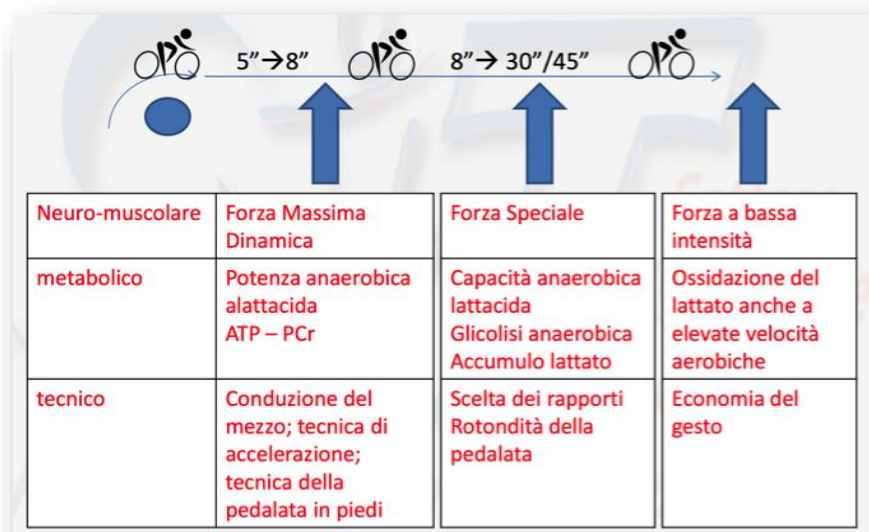 5”→8”
8”→ 30”/45”
Neuro-muscolare
Forza Massima
Dinamica
Forza Speciale
Forza a bassa
intensità
metabolico
Potenza anaerobica
alattacida
ATP – PCr
Capacità anaerobica
lattacida
Glicolisi anaerobica
Accumulo lattato
Ossidazione del
lattato anche a
elevate velocità
aerobiche
tecnico
Conduzione del
mezzo; tecnica di
accelerazione;
tecnica della
pedalata in piedi
Scelta dei rapporti
Rotondità della
pedalata
Economia del
gesto